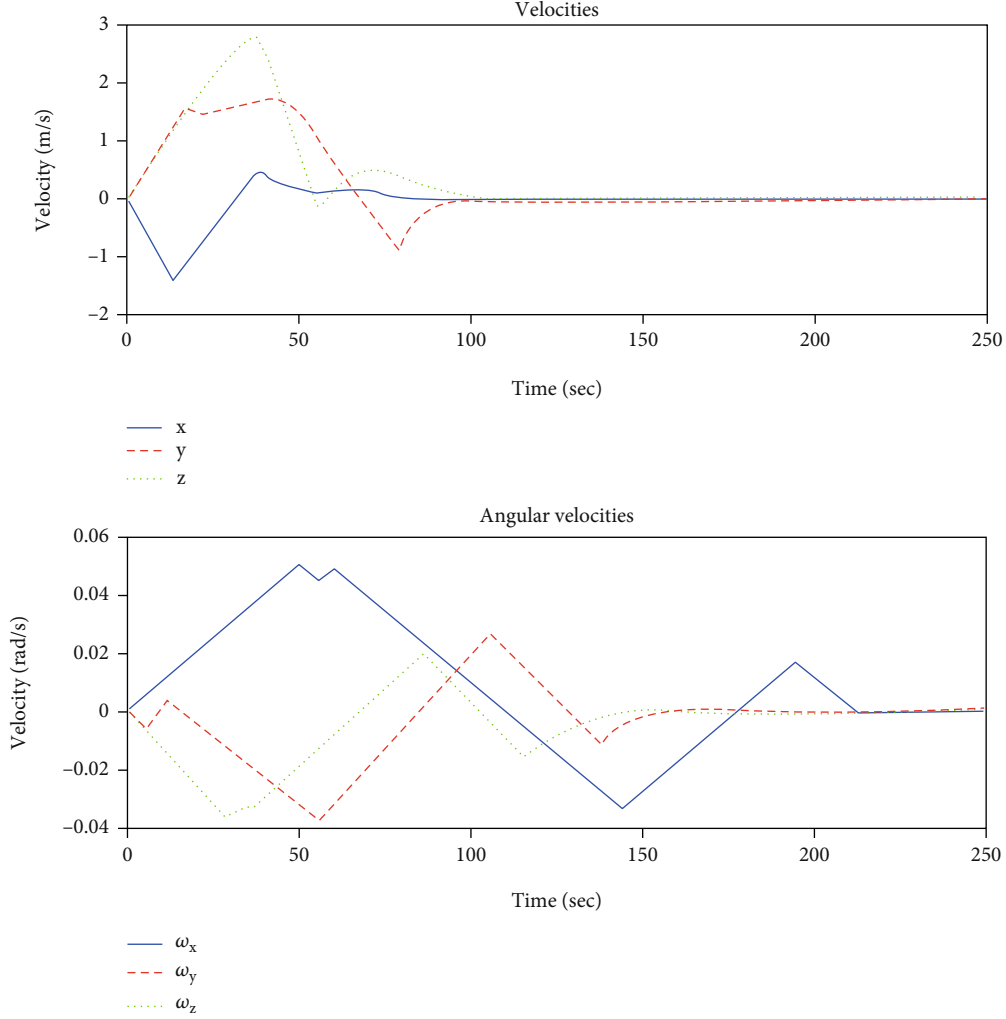 Velocities
3
2
1
0
−1
−2
Velocity (m/s)
0 50 100 150 200 250
Time (sec)
x
y
z
Angular velocities
0.06
0.04
0.02
0
−0.02
−0.04
Velocity (rad/s)
0 50 100 150 200 250
Time (sec)
ωx
ωy
ωz